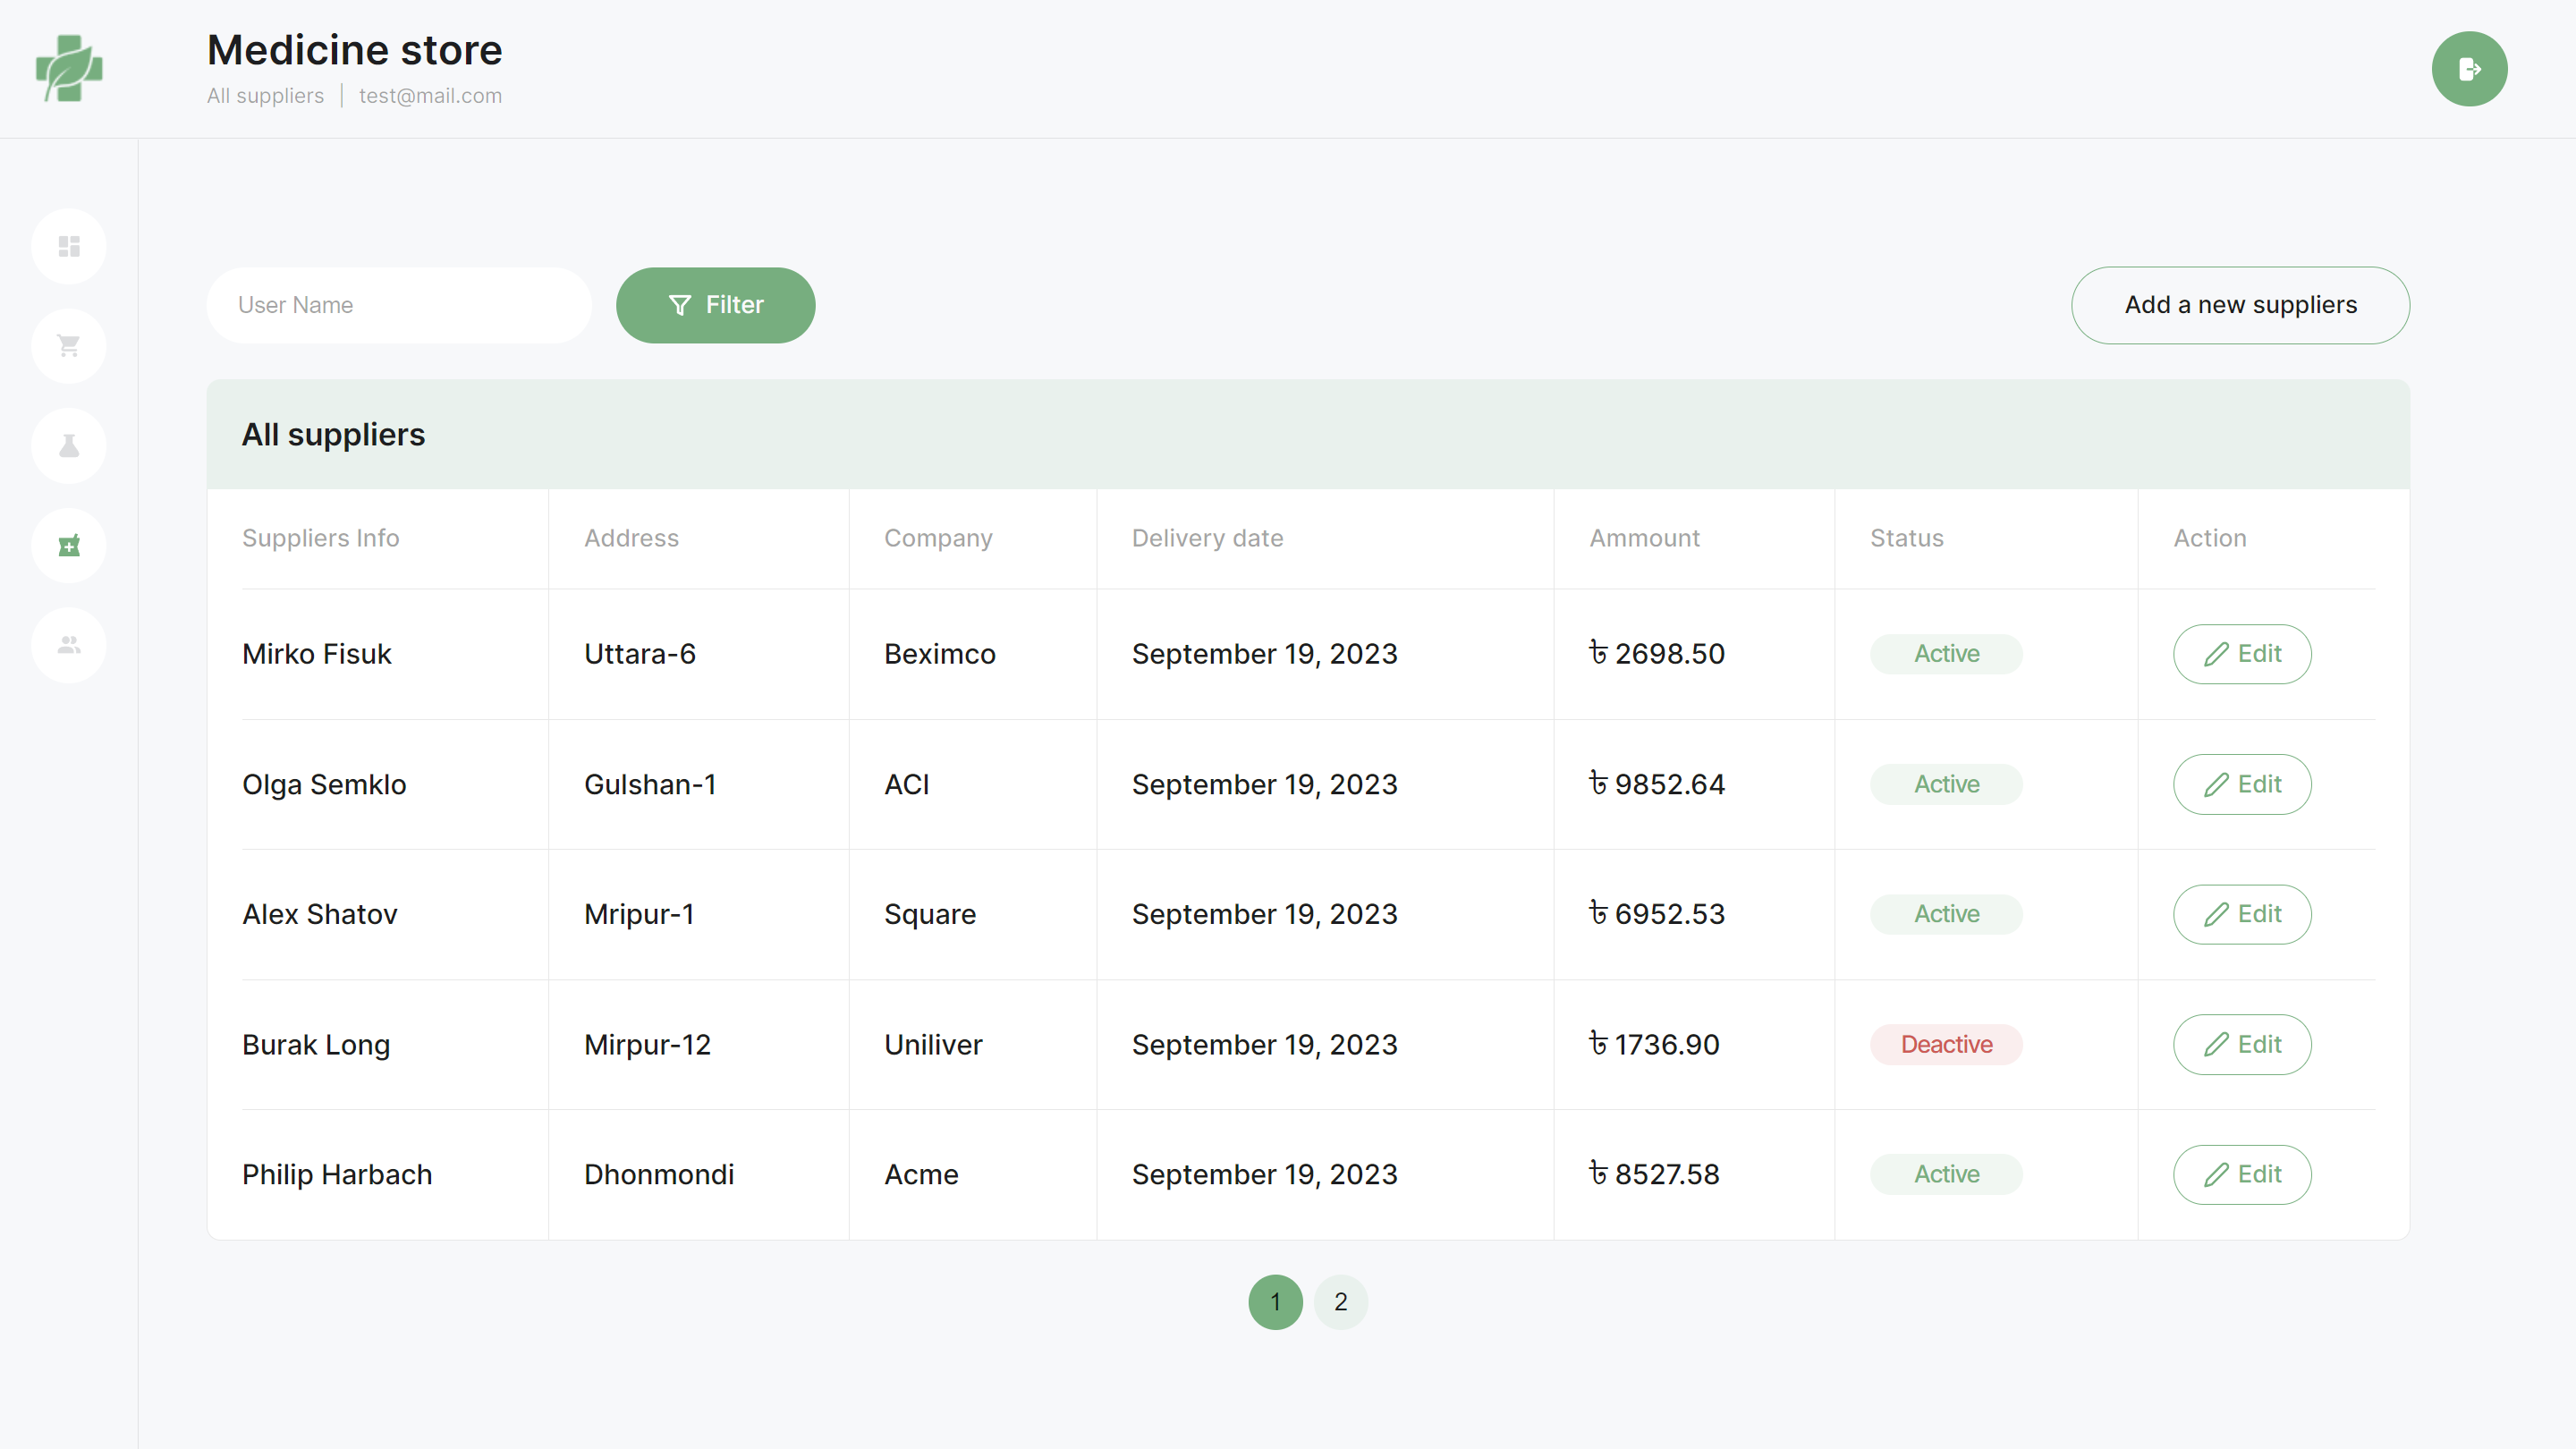 Medicine store
All suppliers | test@mail.com
User Name
Filter
Add a new suppliers
All suppliers
Suppliers Info Address Company Delivery date Ammount Status Action
Mirko Fisuk Uttara-6 Beximco September 19, 2023 ৳ 2698.50 Active Edit
Olga Semklo Gulshan-1 ACI September 19, 2023 ৳ 9852.64 Active Edit
Alex Shatov Mripur-1 Square September 19, 2023 ৳ 6952.53 Active Edit
Burak Long Mirpur-12 Uniliver September 19, 2023 ৳ 1736.90 Deactive Edit
Philip Harbach Dhonmondi Acme September 19, 2023 ৳ 8527.58 Active Edit
1 2